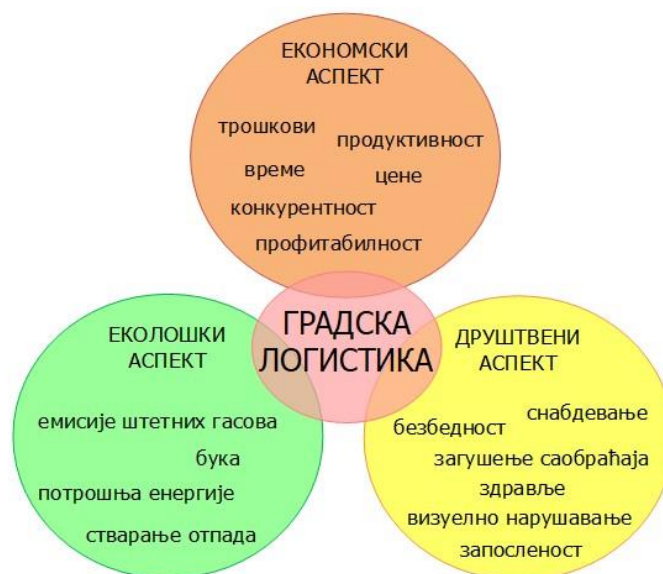 ЕКОНОМСКИ
АСПЕКТ
трошкови
продуктивност
време
цене
конкурентност
профитабилност
ГРАДСКА
ЛОГИСТИКА
ЕКОЛОШКИ
АСПЕКТ
емисије штетних гасова
бука
потрошња енергије
стварање отпада
ДРУШТВЕНИ
АСПЕКТ
снабдевање
безбедност
загушење саобраћаја
здравље
визуелно нарушавање
запосленост